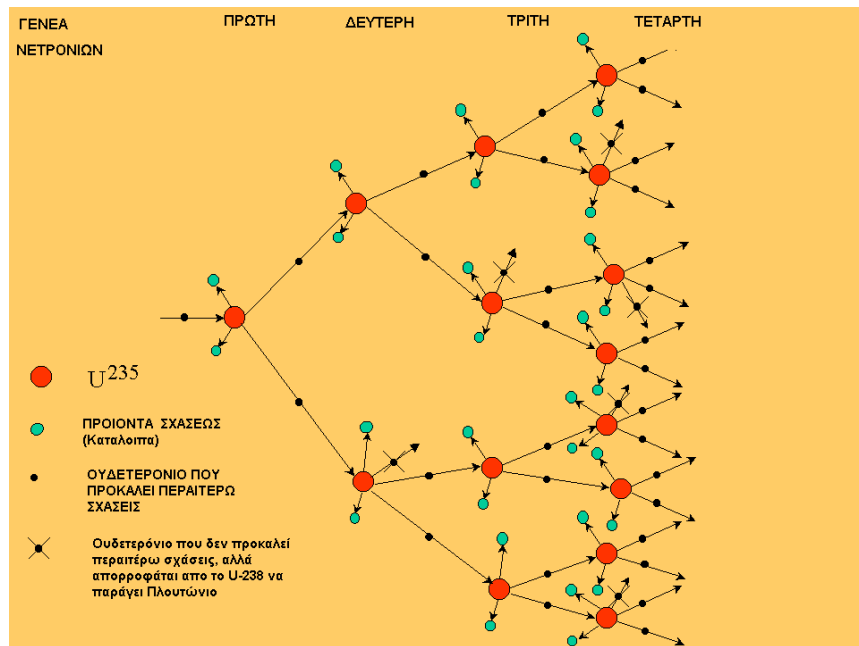 ΓΕΝΕΑ
ΝΕΤΡΟΝΙΩΝ
ΠΡΩΤΗ
ΔΕΥΤΕΡΗ
ΤΡΙΤΗ
ΤΕΤΑΡΤΗ
U235
ΠΡΟΙΟΝΤΑ ΣΧΑΣΕΩΣ
(Καταλοιπα)
ΟΥΔΕΤΕΡΟΝΙΟ ΠΟΥ
ΠΡΟΚΑΛΕΙ ΠΕΡΑΙΤΕΡΩ
ΣΧΑΣΕΙΣ
Ουδετερόνιο που δεν προκαλεί
περαιτέρω σχάσεις, αλλά
απορροφάται απο το U-238 να
παράγει Πλουτώνιο